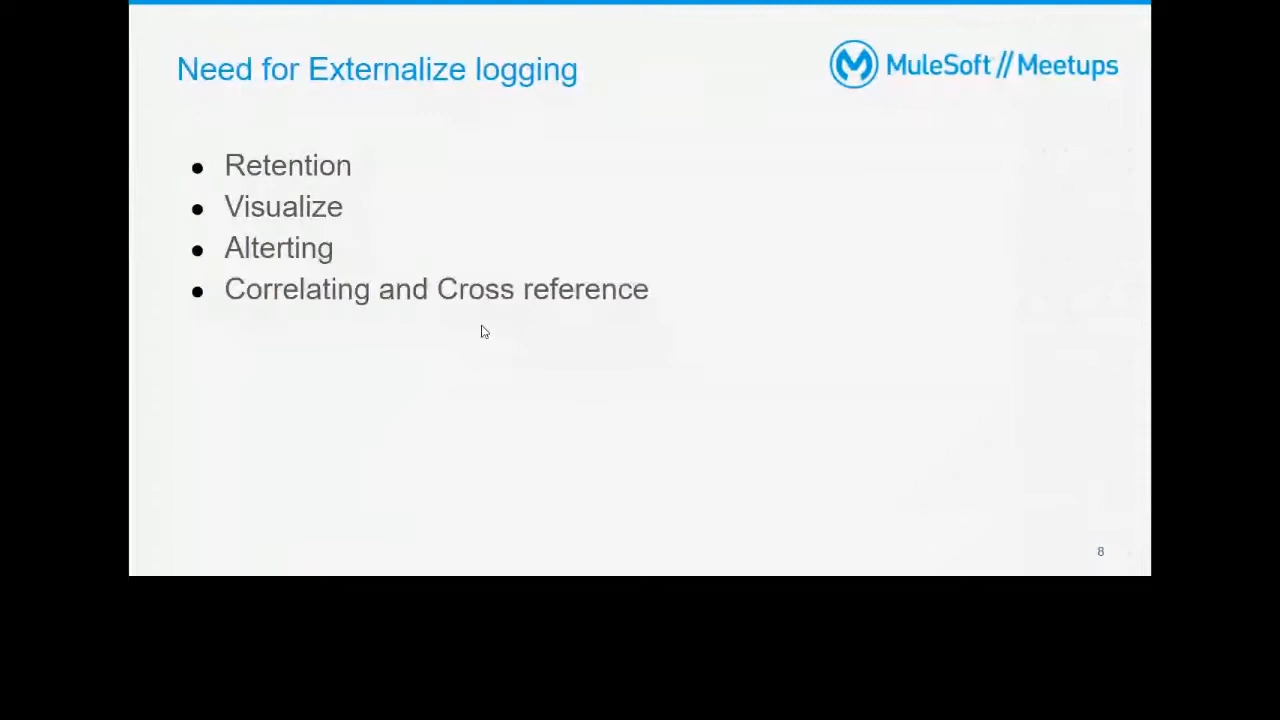 Need for Externalize logging
MuleSoft // Meetups
● Retention
● Visualize
● Alterting
● Correlating and Cross reference
8